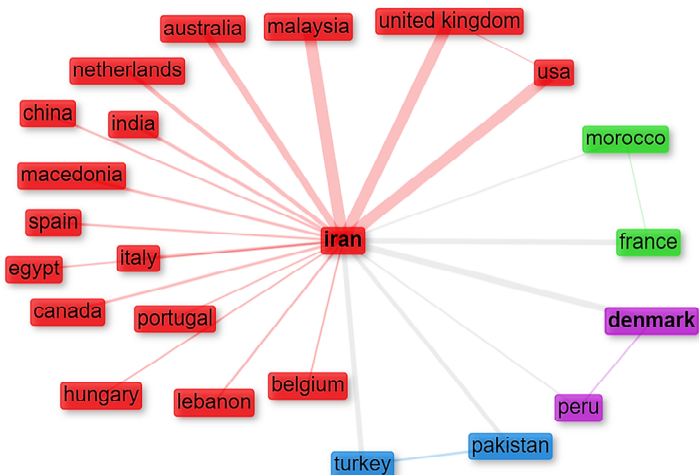 united kingdom
australia
malaysia
netherlands
usa
china
india
morocco
macedonia
spain
iran
france
italy
egypt
canada
portugal
denmark
belgium
hungary
lebanon
peru
pakistan
turkey